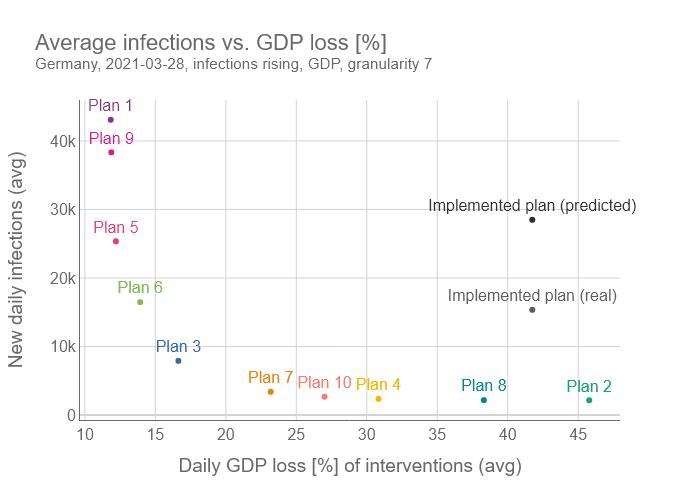 Average infections vs. GDP loss [%]
Germany, 2021-03-28, infections rising, GDP, granularity 7
Plan 1
40k
Plan 9
30k
Implemented plan (predicted)
Plan 5
20k
Plan 6
Implemented plan (real)
10k
Plan 3
Plan 7
Plan 10
Plan 4
Plan 8
Plan 2
0
10
15
20
25
30
35
40
45
New daily infections (avg)
Daily GDP loss [%] of interventions (avg)